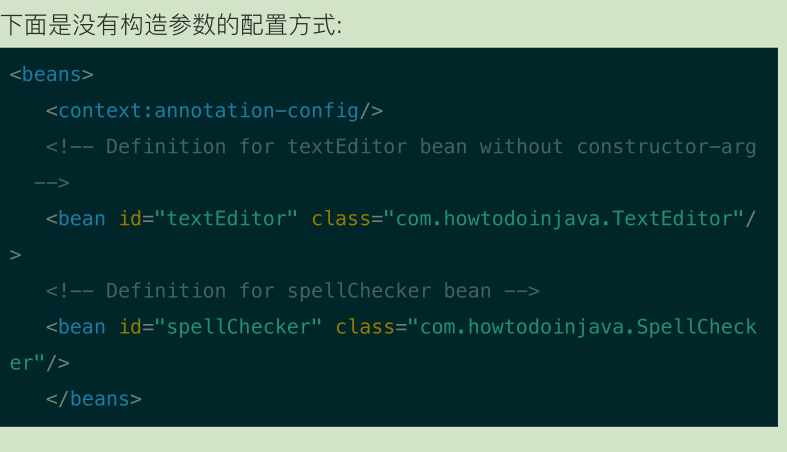 下面是没有构造参数的配置方式:
<beans>
<context:annotation-config/>
<!-- Definition for textEditor bean without constructor-arg
-->
<bean id="textEditor" class="com.howtodoinjava.TextEditor"/
>
<!-- Definition for spellChecker bean -->
<bean id="spellChecker" class="com.howtodoinjava.SpellCheck
er"/>
</beans>